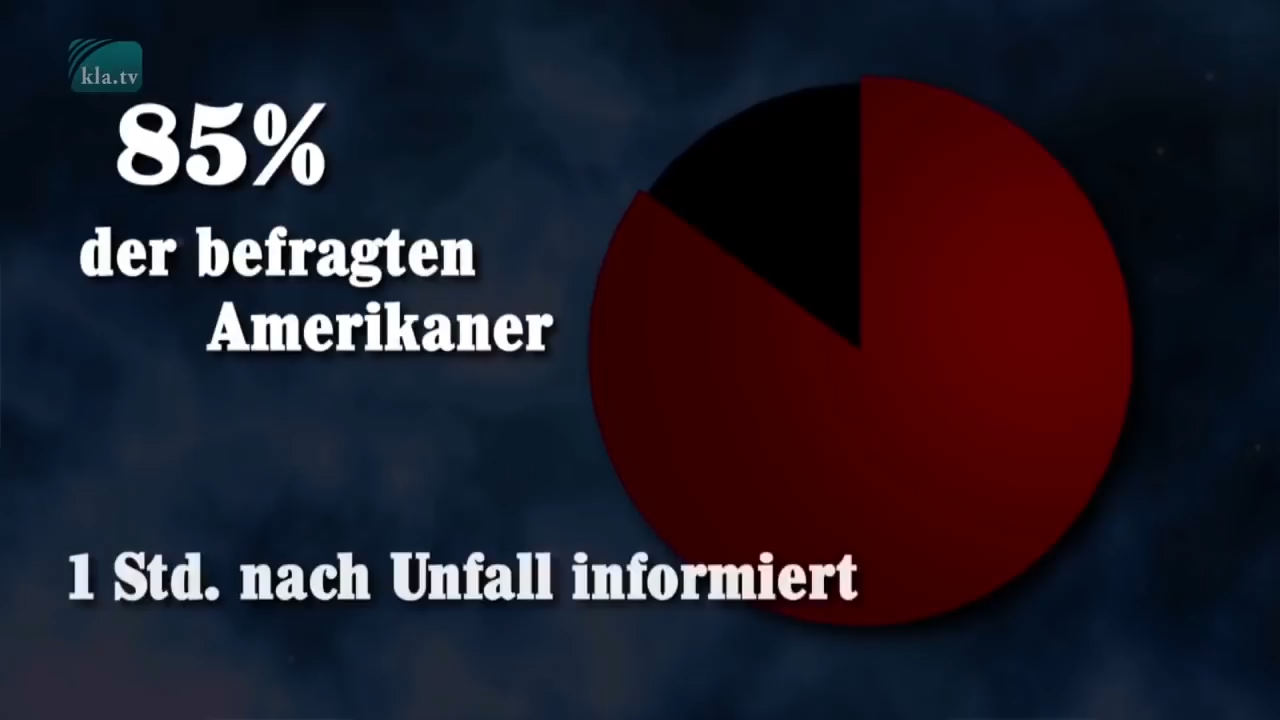 kla.tv
85%
der befragten
Amerikaner
1 Std. nach Unfall informiert